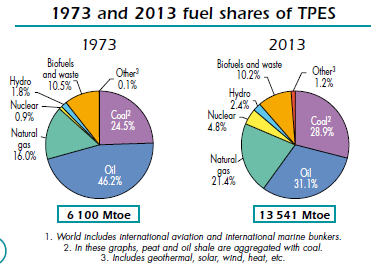 1973 and 2013 fuel shares of TPES
1973
Biofuels
and waste
10.5%
Other³
0.1%
Hydro
1.8%
Nuclear
0.9%
Natural
gas
16.0%
Coal²
24.5%
Oil
46.2%
6 100 Mtoe
2013
Biofuels and waste
10.2%
Other³
1.2%
Hydro
2.4%
Nuclear
4.8%
Natural
gas
21.4%
Coal²
28.9%
Oil
31.1%
13 541 Mtoe
1. World includes international aviation and international marine bunkers.
2. In these graphs, peat and oil shale are aggregated with coal.
3. Includes geothermal, solar, wind, heat, etc.